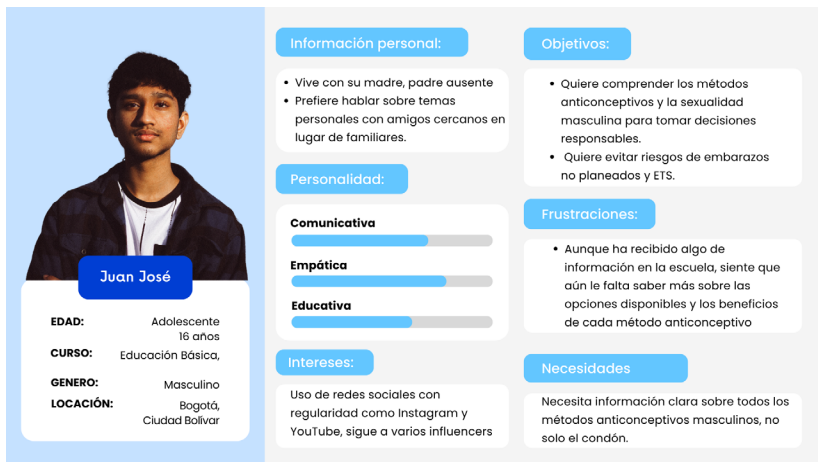 Juan José
EDAD:
Adolescente
16 años
CURSO:
Educación Básica,
GENERO:
Masculino
LOCACIÓN:
Bogotá,
Ciudad Bolívar
Información personal:
• Vive con su madre, padre ausente
• Prefiere hablar sobre temas
personales con amigos cercanos en
lugar de familiares.
Personalidad:
Comunicativa
Empática
Educativa
Intereses:
Uso de redes sociales con
regularidad como Instagram y
YouTube, sigue a varios influencers
Objetivos:
• Quiere comprender los métodos
anticonceptivos y la sexualidad
masculina para tomar decisiones
responsables.
• Quiere evitar riesgos de embarazos
no planeados y ETS.
Frustraciones:
• Aunque ha recibido algo de
información en la escuela, siente que
aún le falta saber más sobre las
opciones disponibles y los beneficios
de cada método anticonceptivo
Necesidades
Necesita información clara sobre todos los
métodos anticonceptivos masculinos, no
solo el condón.